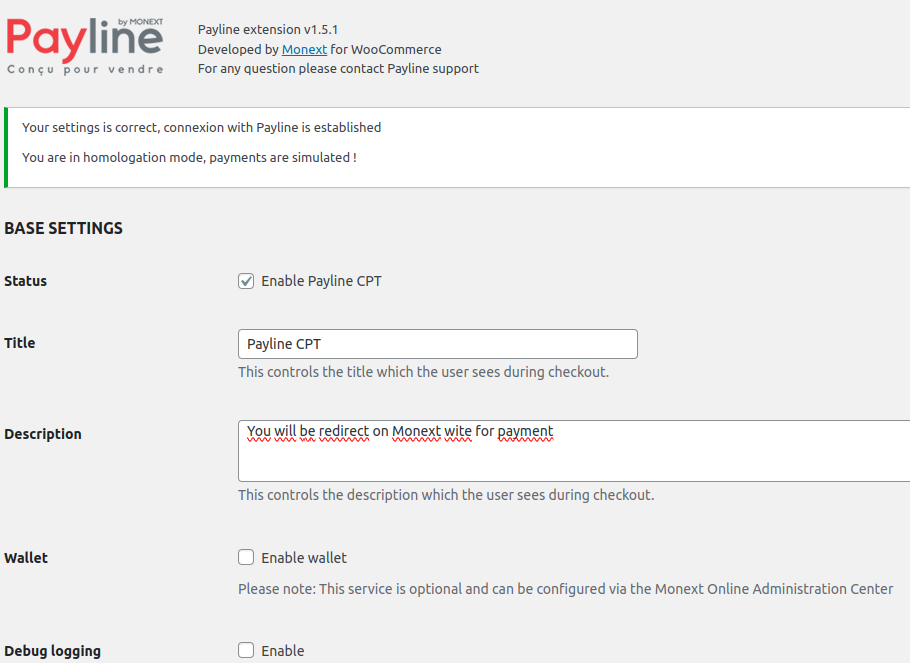 by MONEXT
Payline
Conçu pour vendre
Payline extension v1.5.1
Developed by Monext for WooCommerce
For any question please contact Payline support
Your settings is correct, connexion with Payline is established
You are in homologation mode, payments are simulated !
BASE SETTINGS
Status
Enable Payline CPT
Title
Payline CPT
This controls the title which the user sees during checkout.
Description
You will be redirect on Monext wite for payment
This controls the description which the user sees during checkout.
Wallet
Enable wallet
Please note: This service is optional and can be configured via the Monext Online Administration Center
Debug logging
Enable